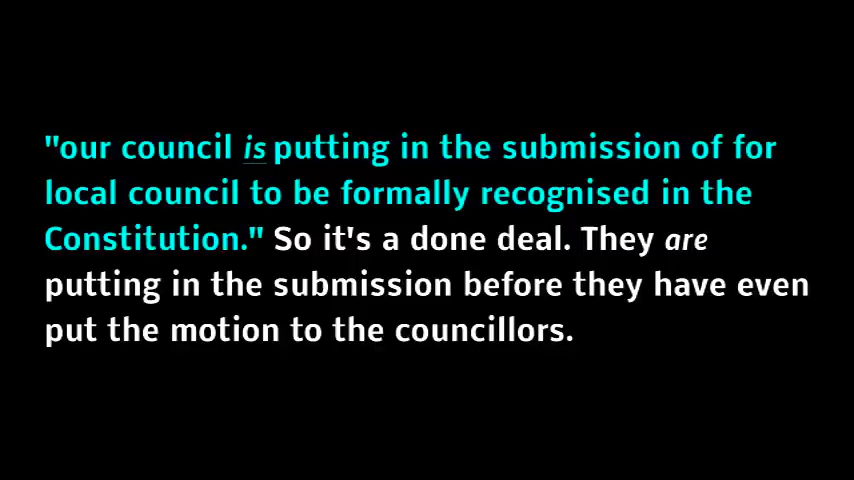 "our council is putting in the submission of for
local council to be formally recognised in the
Constitution." So it's a done deal. They are
putting in the submission before they have even
put the motion to the councillors.